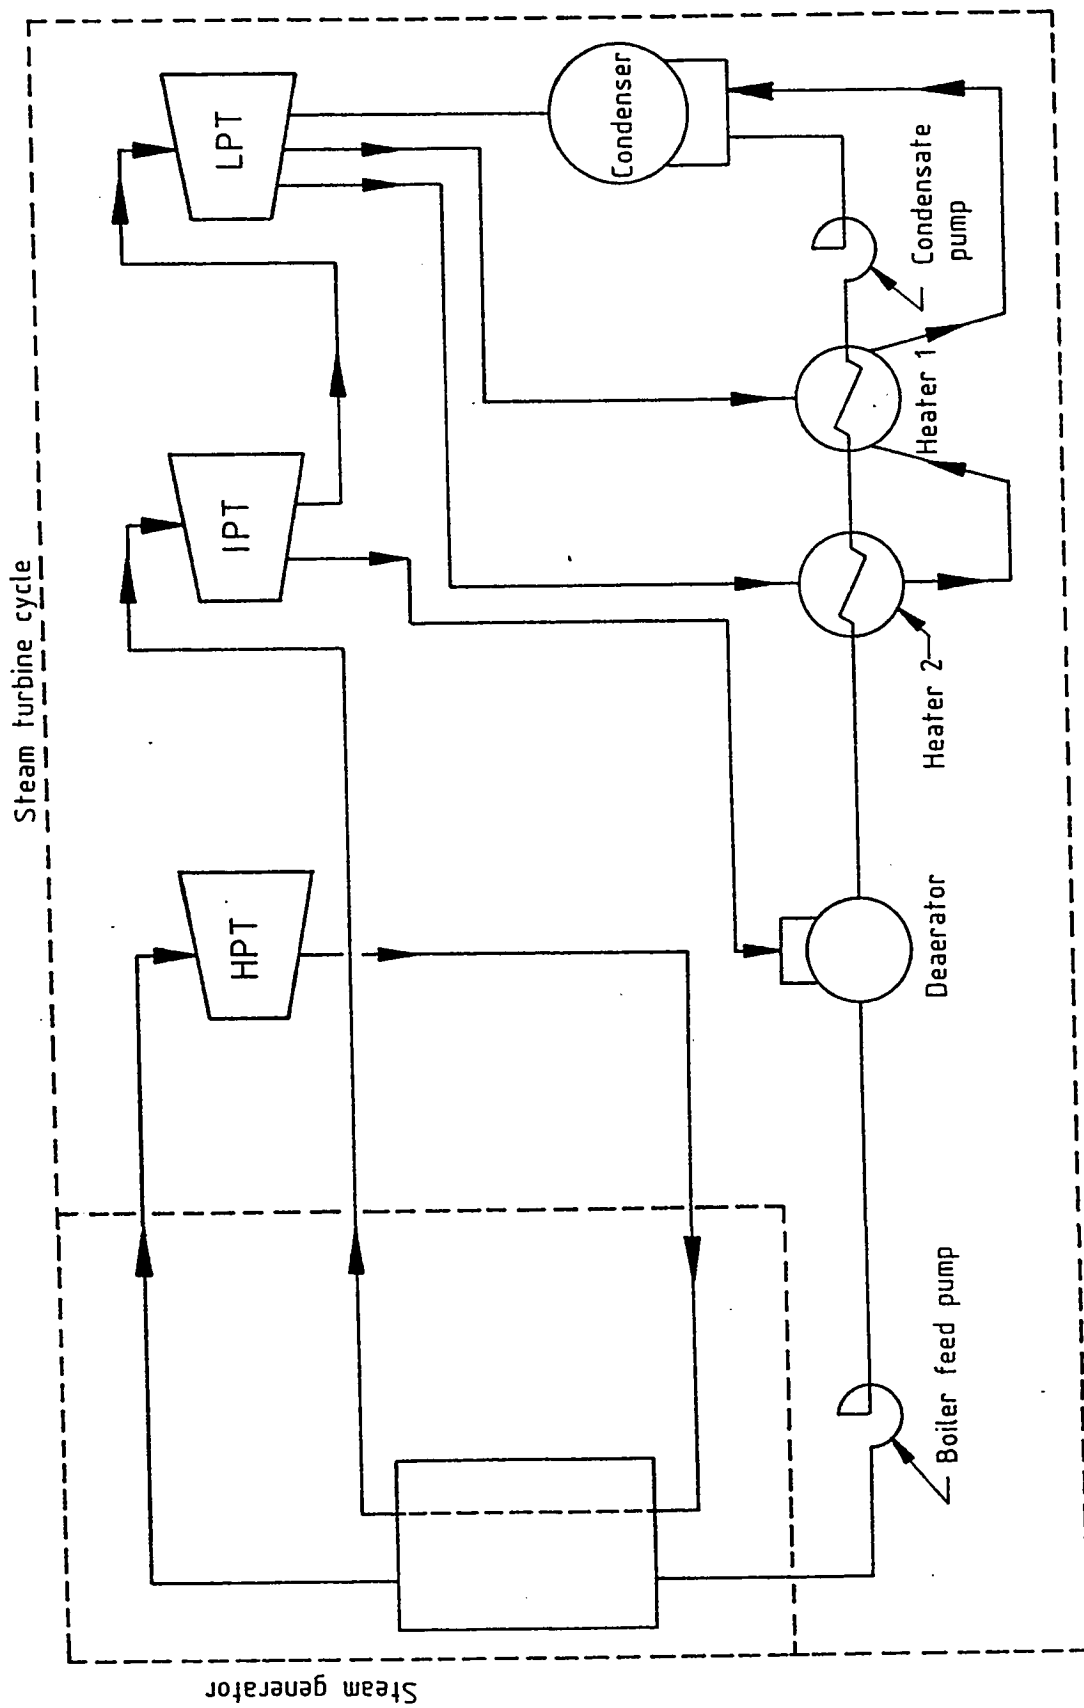 Steam turbine cycle
Steam generator
HPT
IPT
LPT
Condenser
Boiler feed pump
Deaerator
Heater 2
Heater 1
Condensate
pump